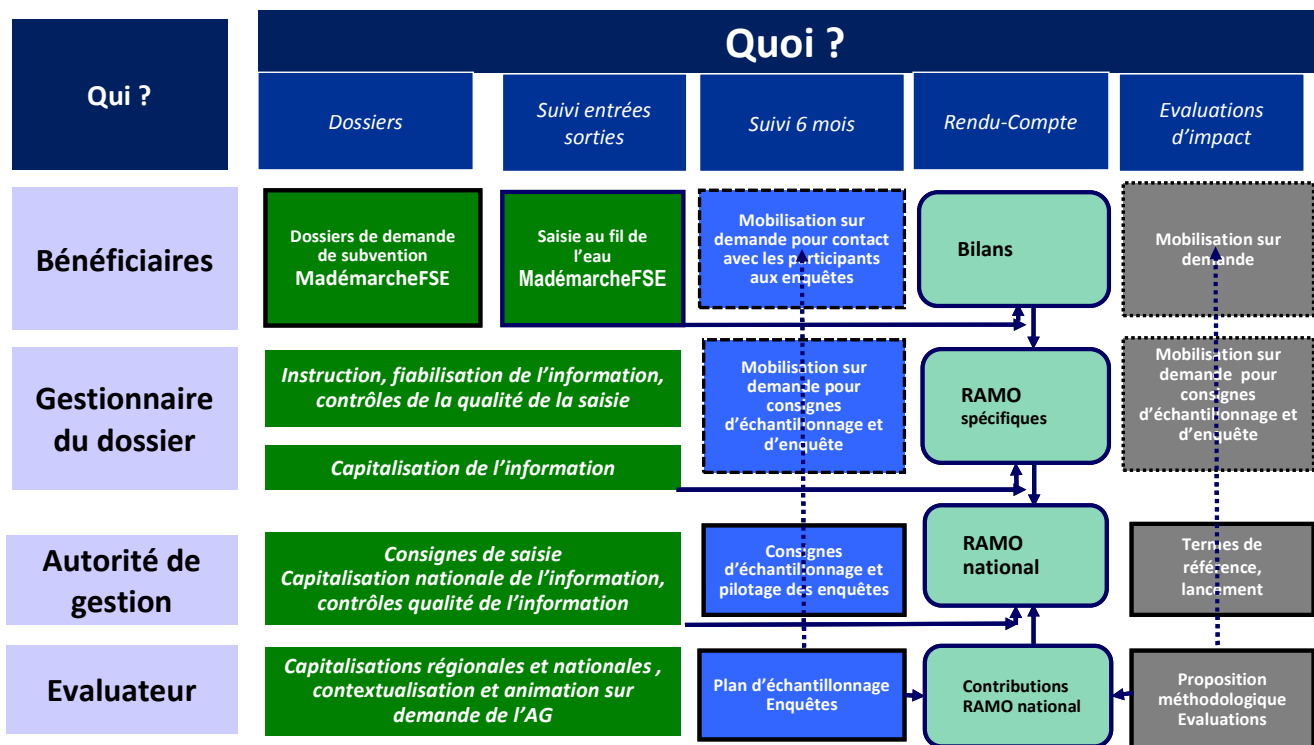 Qui ?
Quoi ?
Dossiers
Suivi entrées
sorties
Suivi 6 mois
Rendu-Compte
Evaluations
d’impact
Bénéficiaires
Dossiers de demande
de subvention
MadémarcheFSE
Saisie au fil de
l’eau
MadémarcheFSE
Mobilisation sur
demande pour contact
avec les participants
aux enquêtes
Bilans
Mobilisation sur
demande
Gestionnaire
du dossier
Instruction, fiabilisation de l’information,
contrôles de la qualité de la saisie
Capitalisation de l’information
Mobilisation sur
demande pour
consignes
d’échantillonnage et
d’enquête
RAMO
spécifiques
Mobilisation sur
demande pour
consignes
d’échantillonnage et
d’enquête
Autorité de
gestion
Consignes de saisie
Capitalisation nationale de l’information,
contrôles qualité de l’information
Consignes
d’échantillonnage et
pilotage des enquêtes
RAMO
national
Termes de
référence,
lancement
Evaluateur
Capitalisations régionales et nationales ,
contextualisation et animation sur
demande de l’AG
Plan d’échantillonnage
Enquêtes
Contributions
RAMO national
Proposition
méthodologique
Evaluations